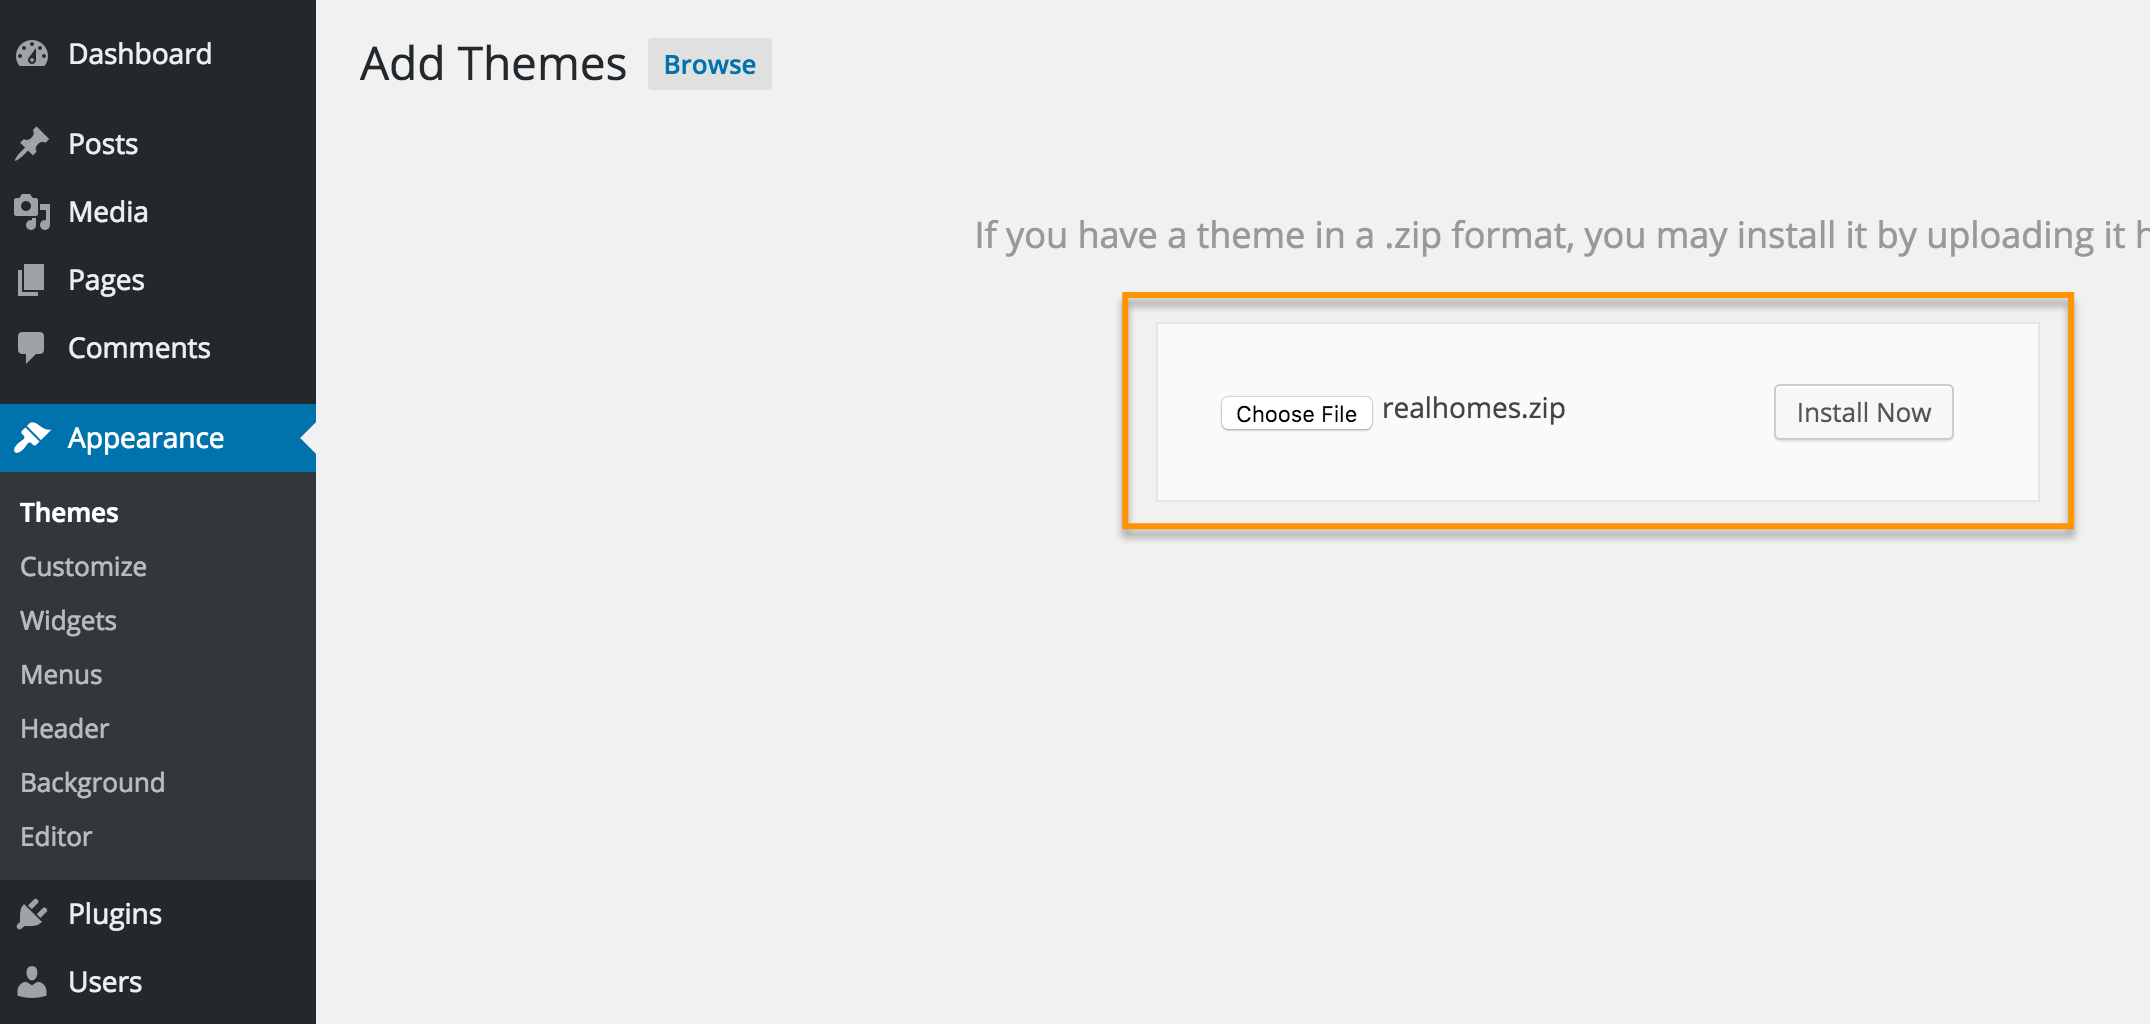 Dashboard
Posts
Media
Pages
Comments
Appearance
Themes
Customize
Widgets
Menus
Header
Background
Editor
Plugins
Users
Add Themes Browse
If you have a theme in a .zip format, you may install it by uploading it h
Choose File realhomes.zip Install Now